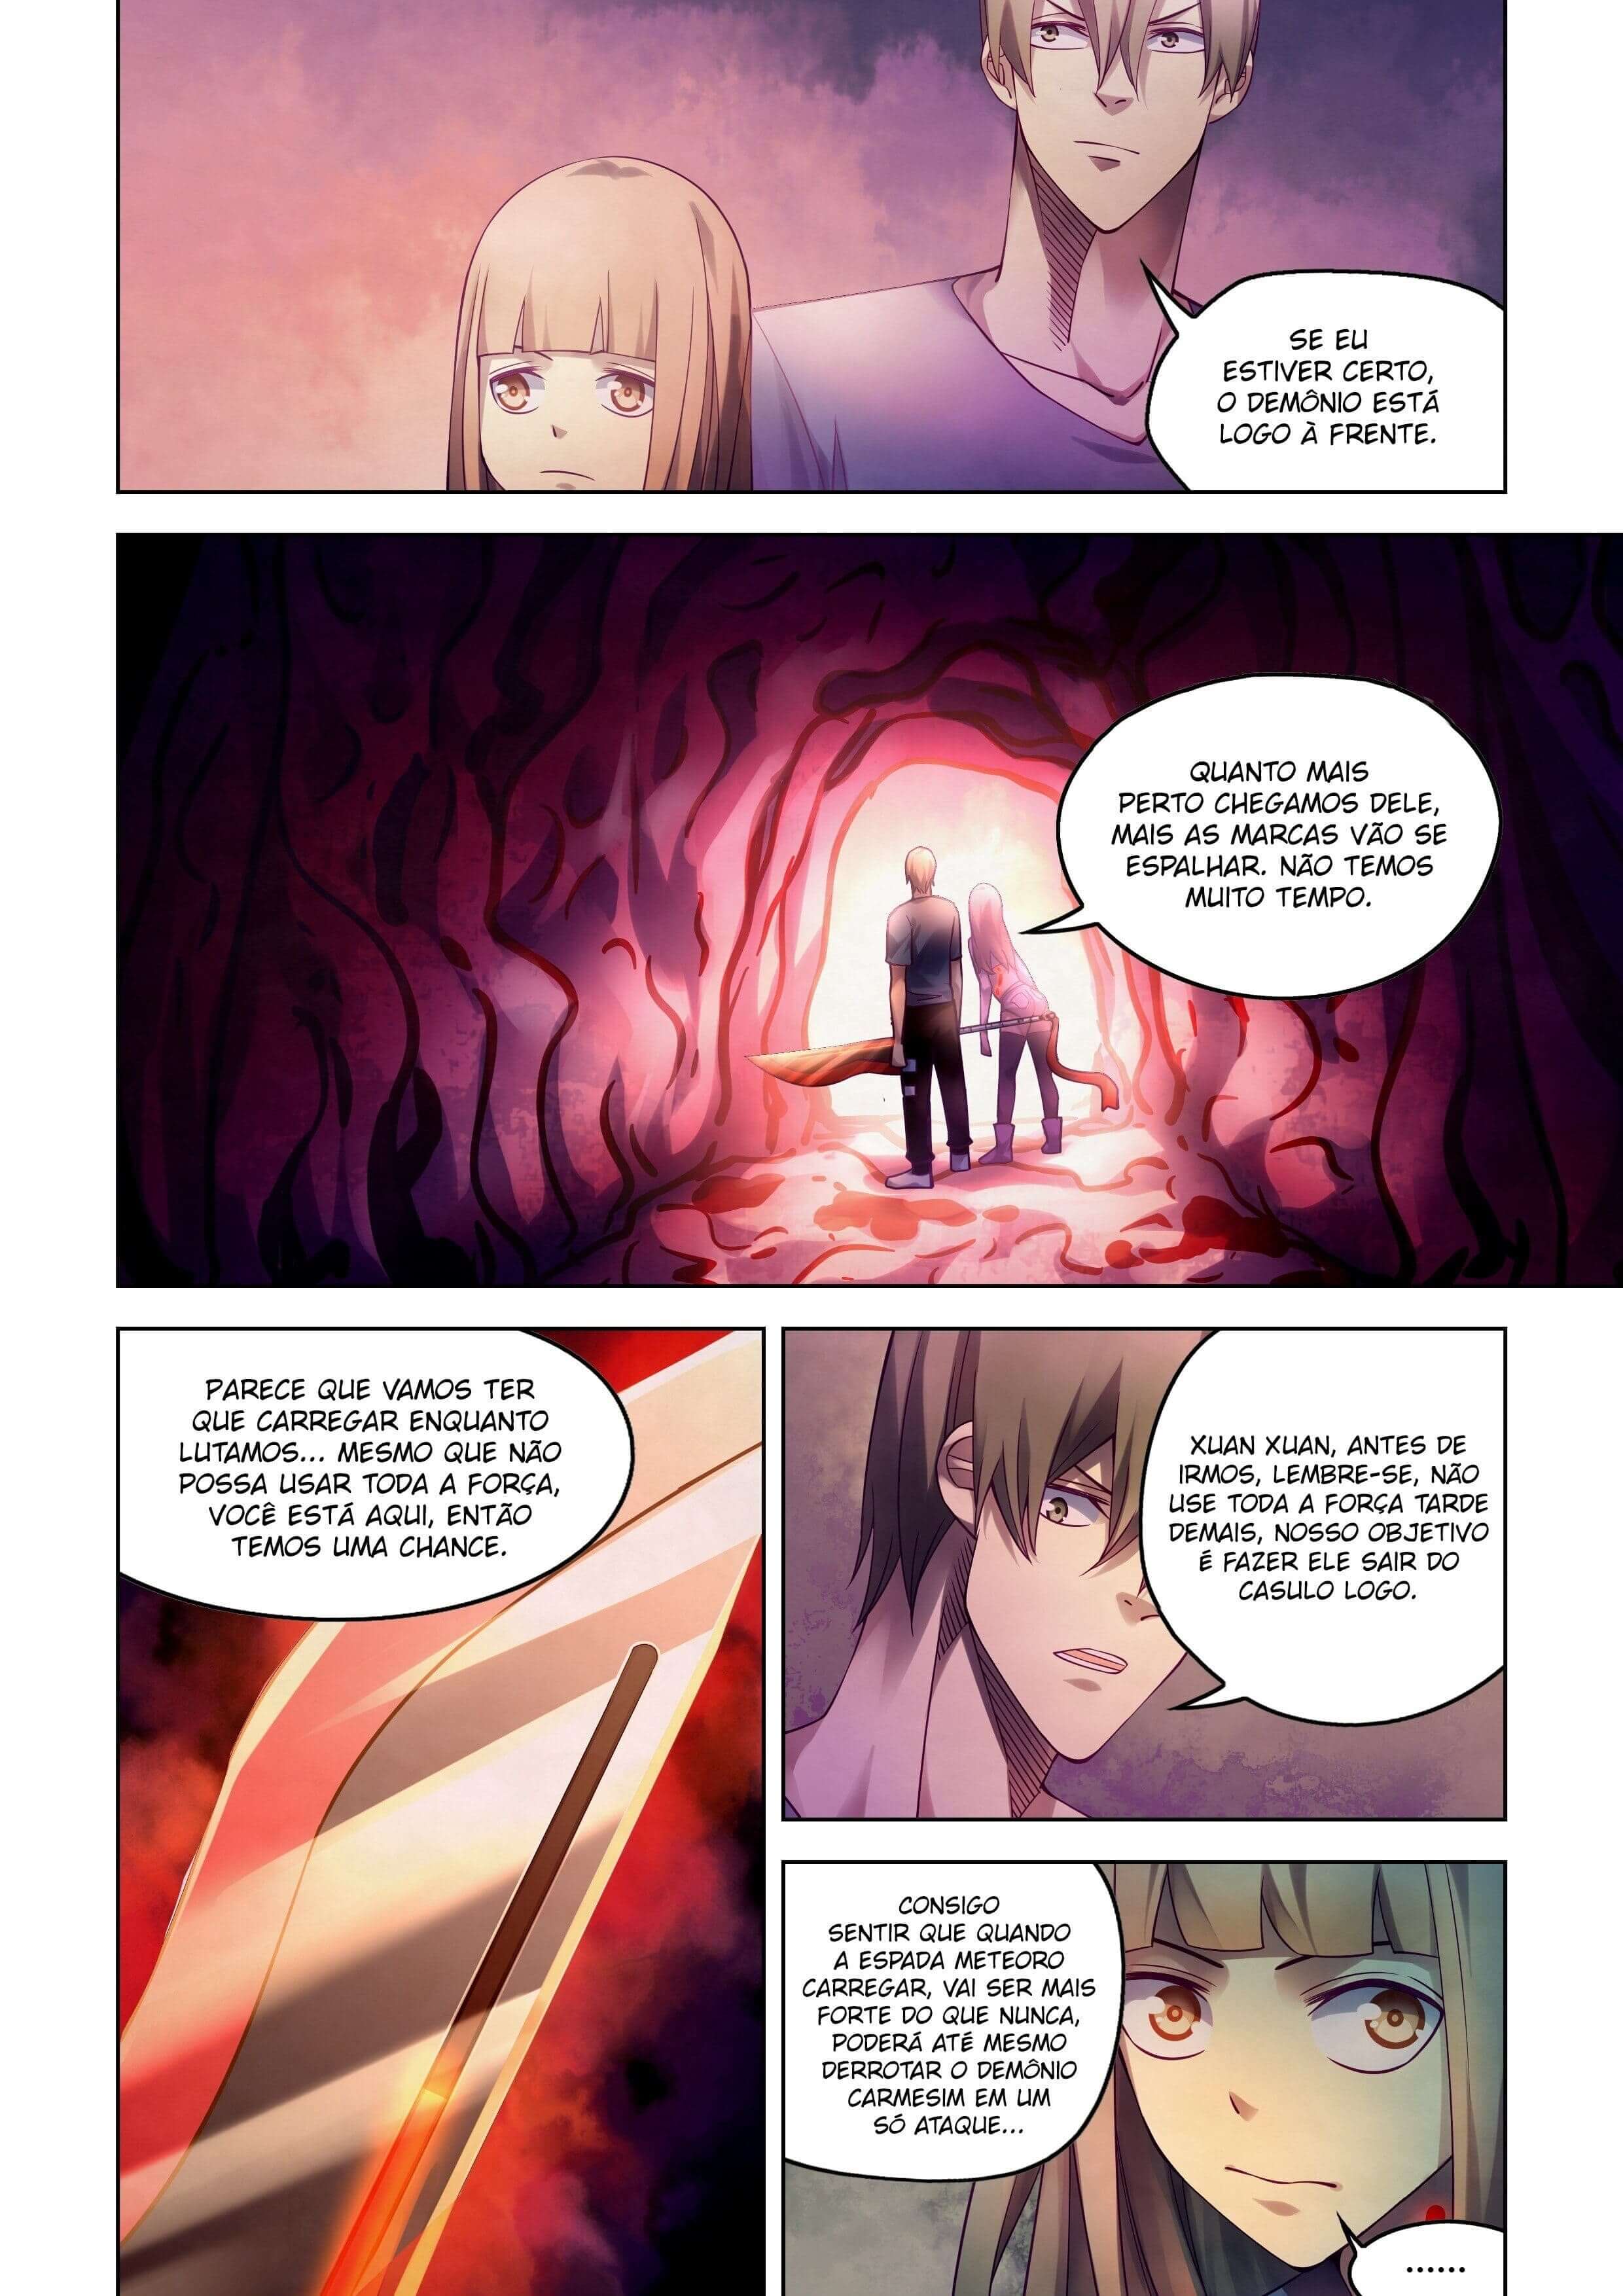 SE EU
ESTIVER CERTO,
O DEMÔNIO ESTÁ
LOGO À FRENTE.
QUANTO MAIS
PERTO CHEGAMOS DELE,
MAIS AS MARCAS VÃO SE
ESPALHAR. NÃO TEMOS
MUITO TEMPO.
PARECE QUE VAMOS TER
QUE CARREGAR ENQUANTO
LUTAMOS... MESMO QUE NÃO
POSSA USAR TODA A FORÇA,
VOCÊ ESTÁ AQUI, ENTÃO
TEMOS UMA CHANCE.
XUAN XUAN, ANTES DE
IRMOS, LEMBRE-SE, NÃO
USE TODA A FORÇA TARDE
DEMAIS, NOSSO OBJETIVO
É FAZER ELE SAIR DO
CASULO LOGO.
CONSIGO
SENTIR QUE QUANDO
A ESPADA METEORO
CARREGAR, VAI SER MAIS
FORTE DO QUE NUNCA,
PODERÁ ATÉ MESMO
DERROTAR O DEMÔNIO
CARMESIM EM UM
SÓ ATAQUE...
......